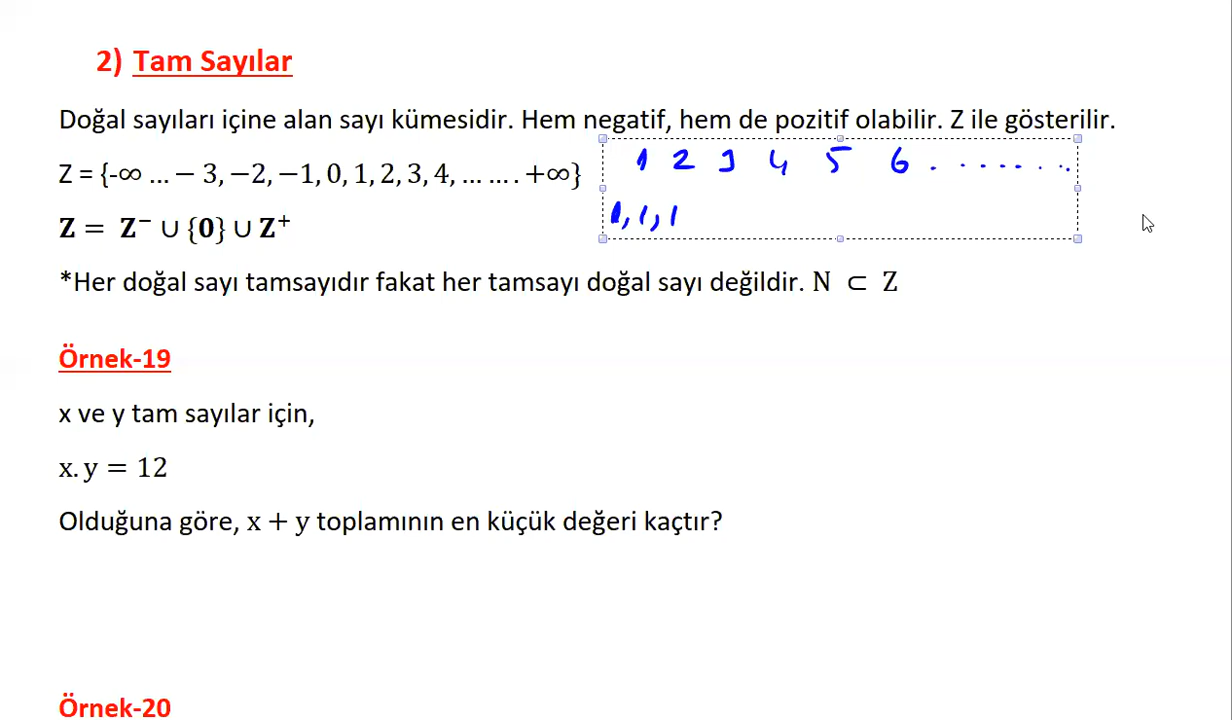 2) Tam Sayılar
Doğal sayıları içine alan sayı kümesidir. Hem negatif, hem de pozitif olabilir. Z ile gösterilir.
Z = {-∞ … − 3, −2, −1, 0, 1, 2, 3, 4, … … . +∞} 1 2 3 4 5 6 . . . . . . . .
Z = Z⁻ ∪ {0} ∪ Z⁺ 1, 1, 1
*Her doğal sayı tamsayıdır fakat her tamsayı doğal sayı değildir. N ⊂ Z
Örnek-19
x ve y tam sayılar için,
x. y = 12
Olduğuna göre, x + y toplamının en küçük değeri kaçtır?
Örnek-20